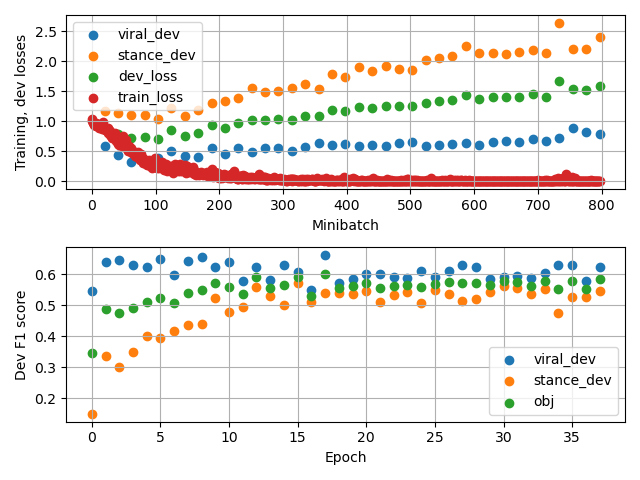 2.5
2.0
1.5
1.0
0.5
0.0
Training, dev losses
viral_dev
stance_dev
dev_loss
train_loss
0
100
200
300
400
500
600
700
800
Minibatch
0.6
0.5
0.4
0.3
0.2
Dev F1 score
viral_dev
stance_dev
obj
0
5
10
15
20
25
30
35
Epoch